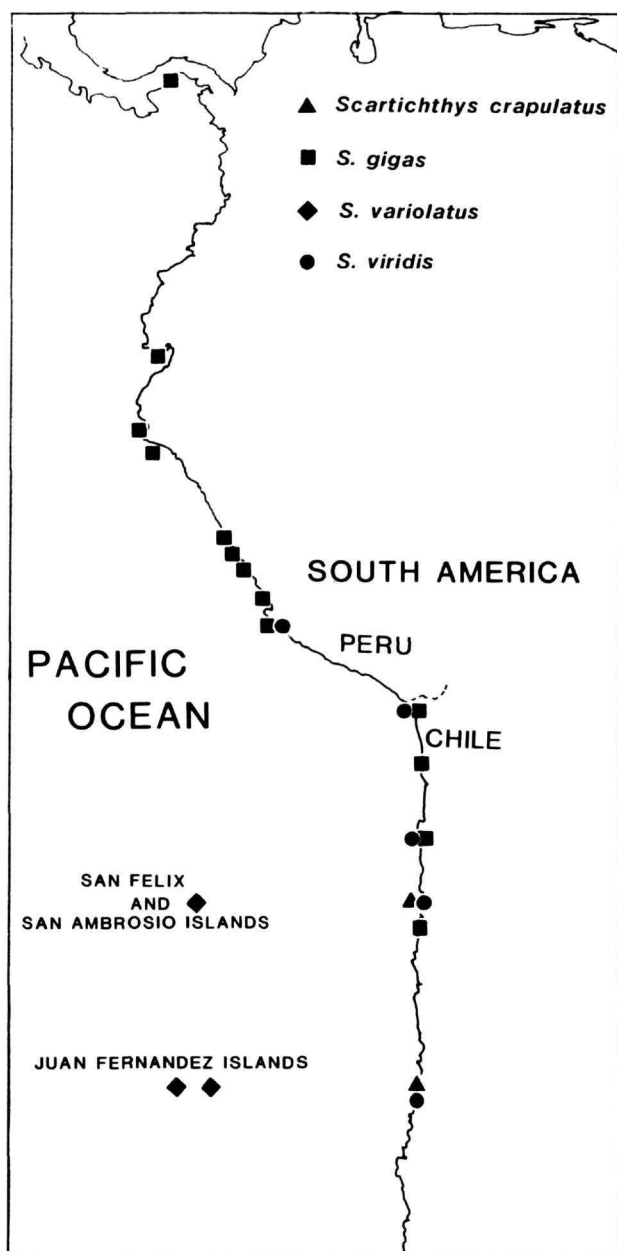 Scartichthys crapulatus
S. gigas
S. variolatus
S. viridis
SOUTH AMERICA
PERU
PACIFIC
OCEAN
CHILE
SAN FELIX
AND
SAN AMBROSIO ISLANDS
JUAN FERNANDEZ ISLANDS